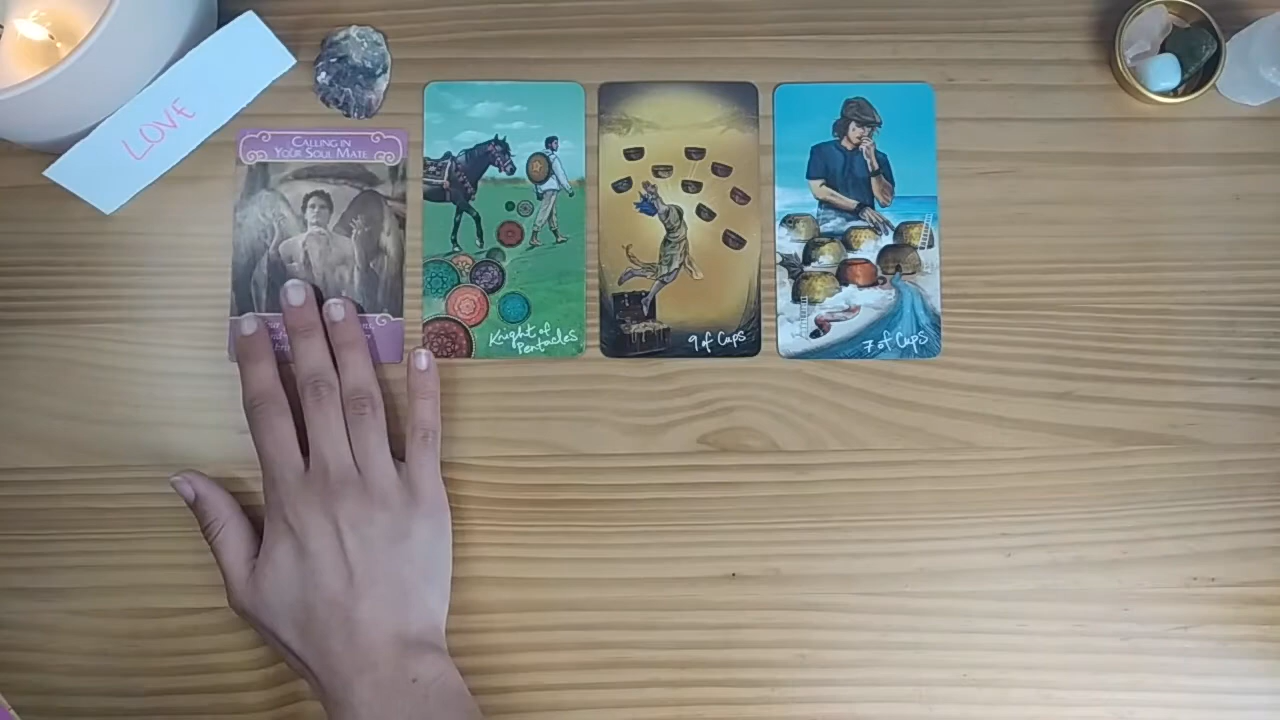 LOVE
CALLING IN
YOUR SOUL MATE
Knight of
Pentacles
9 of Cups
7 of Cups